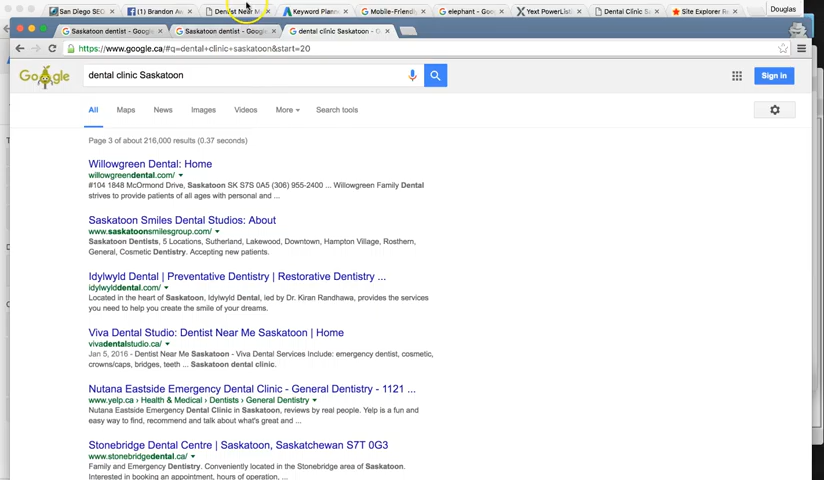 San Diego SEO
(1) Brandon Aw
Dentist Near M
Keyword Plann
Mobile-Friendly
elephant - Goo
Yext PowerList
Dental Clinic Sa
Site Explorer Re
Douglas
Saskatoon dentist - Google
Saskatoon dentist - Google
dental clinic Saskatoon - G
https://www.google.ca/#q=dental+clinic+saskatoon&start=20
Google
dental clinic Saskatoon
Sign in
All
Maps
News
Images
Videos
More
Search tools
Page 3 of about 216,000 results (0.37 seconds)
Willowgreen Dental: Home
willowgreendental.com/
#104 1848 McOrmond Drive, Saskatoon SK S7S 0A5 (306) 955-2400 ... Willowgreen Family Dental
strives to provide patients of all ages with personal and ...
Saskatoon Smiles Dental Studios: About
www.saskatoonsmilesgroup.com/
Saskatoon Dentists, 5 Locations, Sutherland, Lakewood, Downtown, Hampton Village, Rosthern,
General, Cosmetic Dentistry. Accepting new patients.
Idylwyld Dental | Preventative Dentistry | Restorative Dentistry ...
idylwylddental.com/
Located in the heart of Saskatoon, Idylwyld Dental, led by Dr. Kiran Randhawa, provides the services
you need to help you create the smile of your dreams.
Viva Dental Studio: Dentist Near Me Saskatoon | Home
vivadentalstudio.ca/
Jan 5, 2016 - Dentist Near Me Saskatoon - Viva Dental Services Include: emergency dentist, cosmetic,
crowns/caps, bridges, teeth ... Saskatoon dental clinic.
Nutana Eastside Emergency Dental Clinic - General Dentistry - 1121 ...
www.yelp.ca › Health & Medical › Dentists › General Dentistry
Nutana Eastside Emergency Dental Clinic in Saskatoon, reviews by real people. Yelp is a fun and
easy way to find, recommend and talk about what's great and ...
Stonebridge Dental Centre | Saskatoon, Saskatchewan S7T 0G3
www.stonebridgedental.ca/
Family and Emergency Dentistry. Conveniently located in the Stonebridge area of Saskatoon.
Interested in booking an appointment, hours of operation, ...